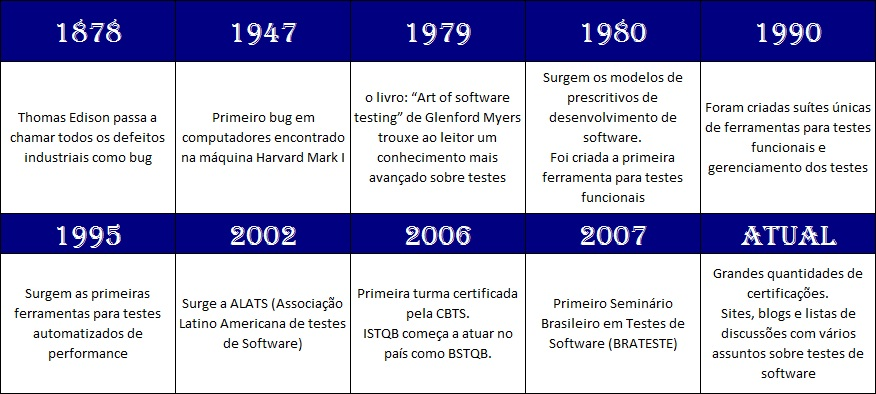 1878
1947
1979
1980
1990
Thomas Edison passa a
chamar todos os defeitos
industriais como bug
Primeiro bug em
computadores encontrado
na máquina Harvard Mark I
o livro: “Art of software
testing” de Glenford Myers
trouxe ao leitor um
conhecimento mais
avançado sobre testes
Surgem os modelos de
prescritivos de
desenvolvimento de
software.
Foi criada a primeira
ferramenta para testes
funcionais
Foram criadas suítes únicas
de ferramentas para testes
funcionais e
gerenciamento dos testes
1995
2002
2006
2007
ATUAL
Surgem as primeiras
ferramentas para testes
automatizados de
performance
Surge a ALATS (Associação
Latino Americana de testes
de Software)
Primeira turma certificada
pela CBTS.
ISTQB começa a atuar no
país como BSTQB.
Primeiro Seminário
Brasileiro em Testes de
Software (BRATESTE)
Grandes quantidades de
certificações.
Sites, blogs e listas de
discussões com vários
assuntos sobre testes de
software